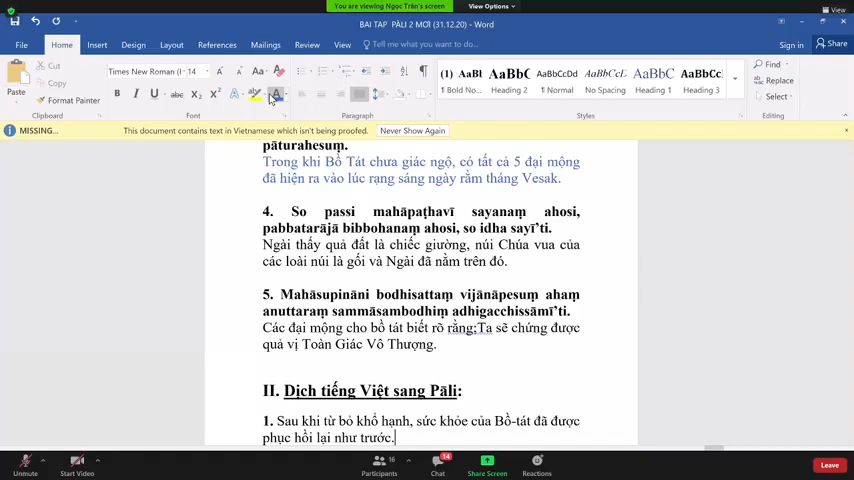 You are viewing Ngọc Trân's screen
View Options
View
BAI TAP PĀLI 2 MƠI (31.12.20) - Word
File Home Insert Design Layout References Mailings Review View Tell me what you want to do... Sign in Share
Paste
Cut
Copy
Format Painter
Times New Roman (I 14
(1) AaBl AaBbC AaBbCcDd AaBbCcL AaBbC AaBbCc
¶ Bold No... Heading 2 ¶ Normal No Spacing Heading 1 Heading 3
Find
Replace
Select
Font Paragraph Styles Editing
MISSING... This document contains text in Vietnamese which isn't being proofed. Never Show Again
pāturahesuṃ.
Trong khi Bồ Tát chưa giác ngộ, có tất cả 5 đại mộng
đã hiện ra vào lúc rạng sáng ngày rằm tháng Vesak.
4. So passi mahāpaṭhavī sayanaṃ ahosi,
pabbatarājā bibbohanaṃ ahosi, so idha sayī'ti.
Ngài thấy quả đất là chiếc giường, núi Chúa vua của
các loài núi là gối và Ngài đã nằm trên đó.
5. Mahāsupināni bodhisattaṃ vijānāpesuṃ ahaṃ
anuttaraṃ sammāsambodhiṃ adhigacchissāmī'ti.
Các đại mộng cho bồ tát biết rõ rằng;Ta sẽ chứng được
quả vị Toàn Giác Vô Thượng.
II. Dịch tiếng Việt sang Pāli:
1. Sau khi từ bỏ khổ hạnh, sức khỏe của Bồ-tát đã được
phục hồi lại như trước.
Unmute Start Video Participants 16 Chat 14 Share Screen Reactions Leave